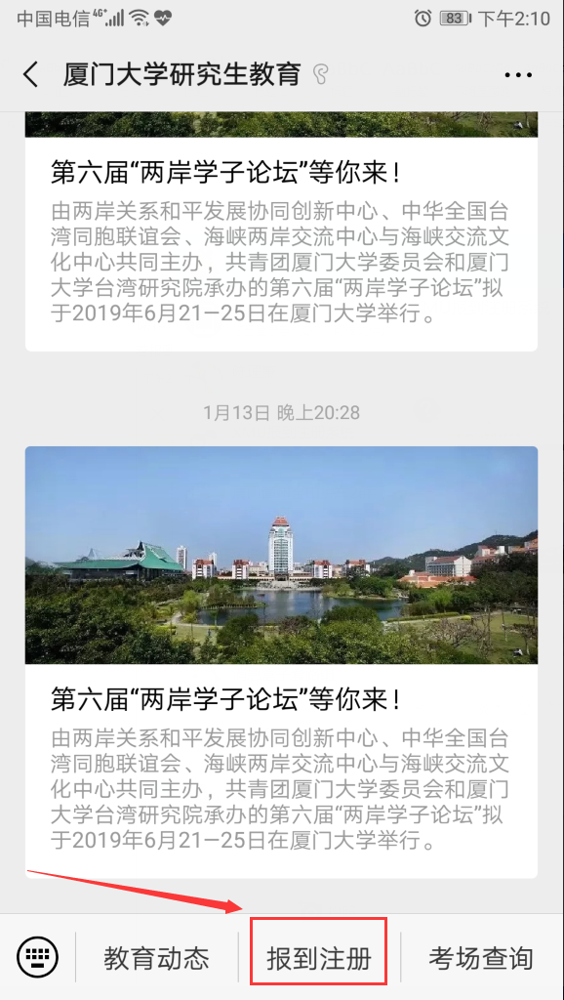 中国电信 4G+ 83 下午2:10
厦门大学研究生教育
第六届“两岸学子论坛”等你来！
由两岸关系和平发展协同创新中心、中华全国台
湾同胞联谊会、海峡两岸交流中心与海峡交流文
化中心共同主办，共青团厦门大学委员会和厦门
大学台湾研究院承办的第六届“两岸学子论坛”拟
于2019年6月21—25日在厦门大学举行。
1月13日 晚上20:28
第六届“两岸学子论坛”等你来！
由两岸关系和平发展协同创新中心、中华全国台
湾同胞联谊会、海峡两岸交流中心与海峡交流文
化中心共同主办，共青团厦门大学委员会和厦门
大学台湾研究院承办的第六届“两岸学子论坛”拟
于2019年6月21—25日在厦门大学举行。
教育动态 报到注册 考场查询